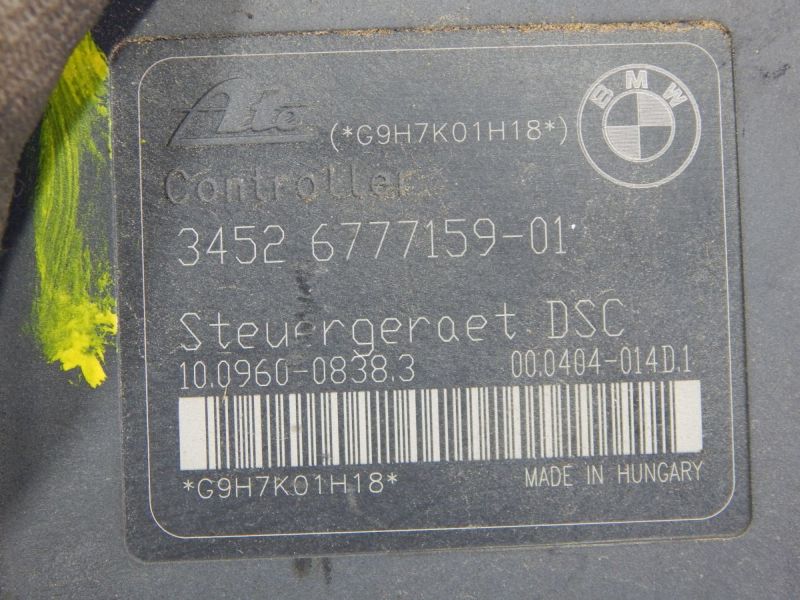 Ate (*G9H7K01H18*) BMW
Controller
3452 6777159-01
Steuergeraet DSC
10.0960-0838.3 00.0404-014D.1
*G9H7K01H18* MADE IN HUNGARY